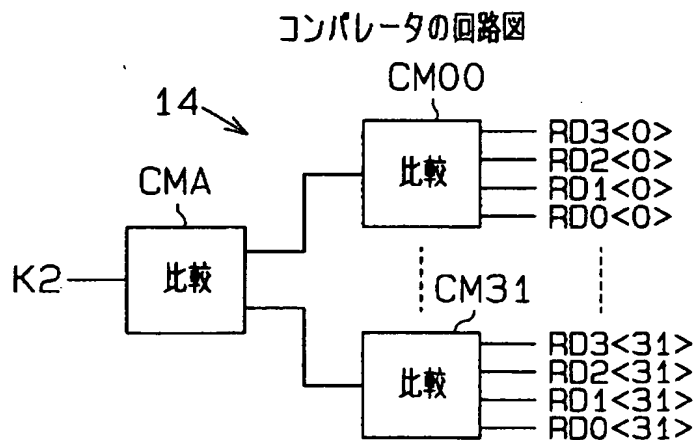 コンパレータの回路図
14
CM00
CMA
比較
RD3<0>
RD2<0>
RD1<0>
RD0<0>
K2
比較
CM31
比較
RD3<31>
RD2<31>
RD1<31>
RD0<31>